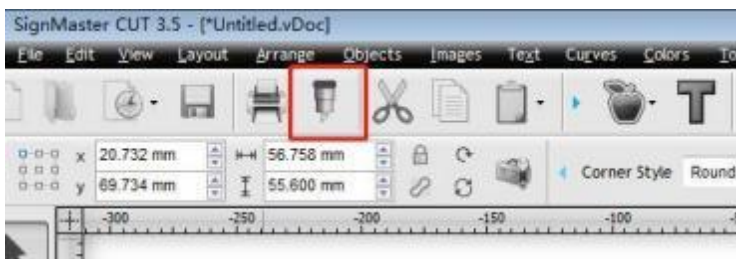 SignMaster CUT 3.5 - [*Untitled.vDoc]
File Edit View Layout Arrange Objects Images Text Curves Colors To
x 20.732 mm 56.758 mm
y 69.734 mm 55.600 mm
Corner Style Round
-300 -250 -200 -150 -100